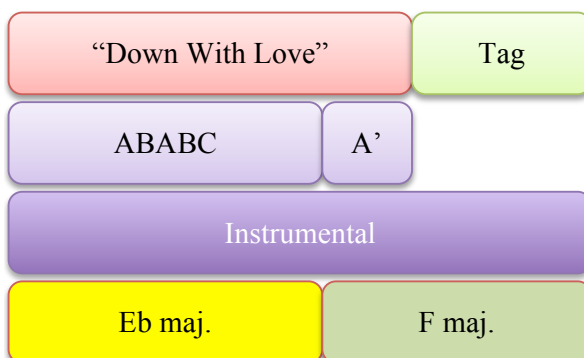 “Down With Love” Tag
ABABC A’
Instrumental
Eb maj. F maj.